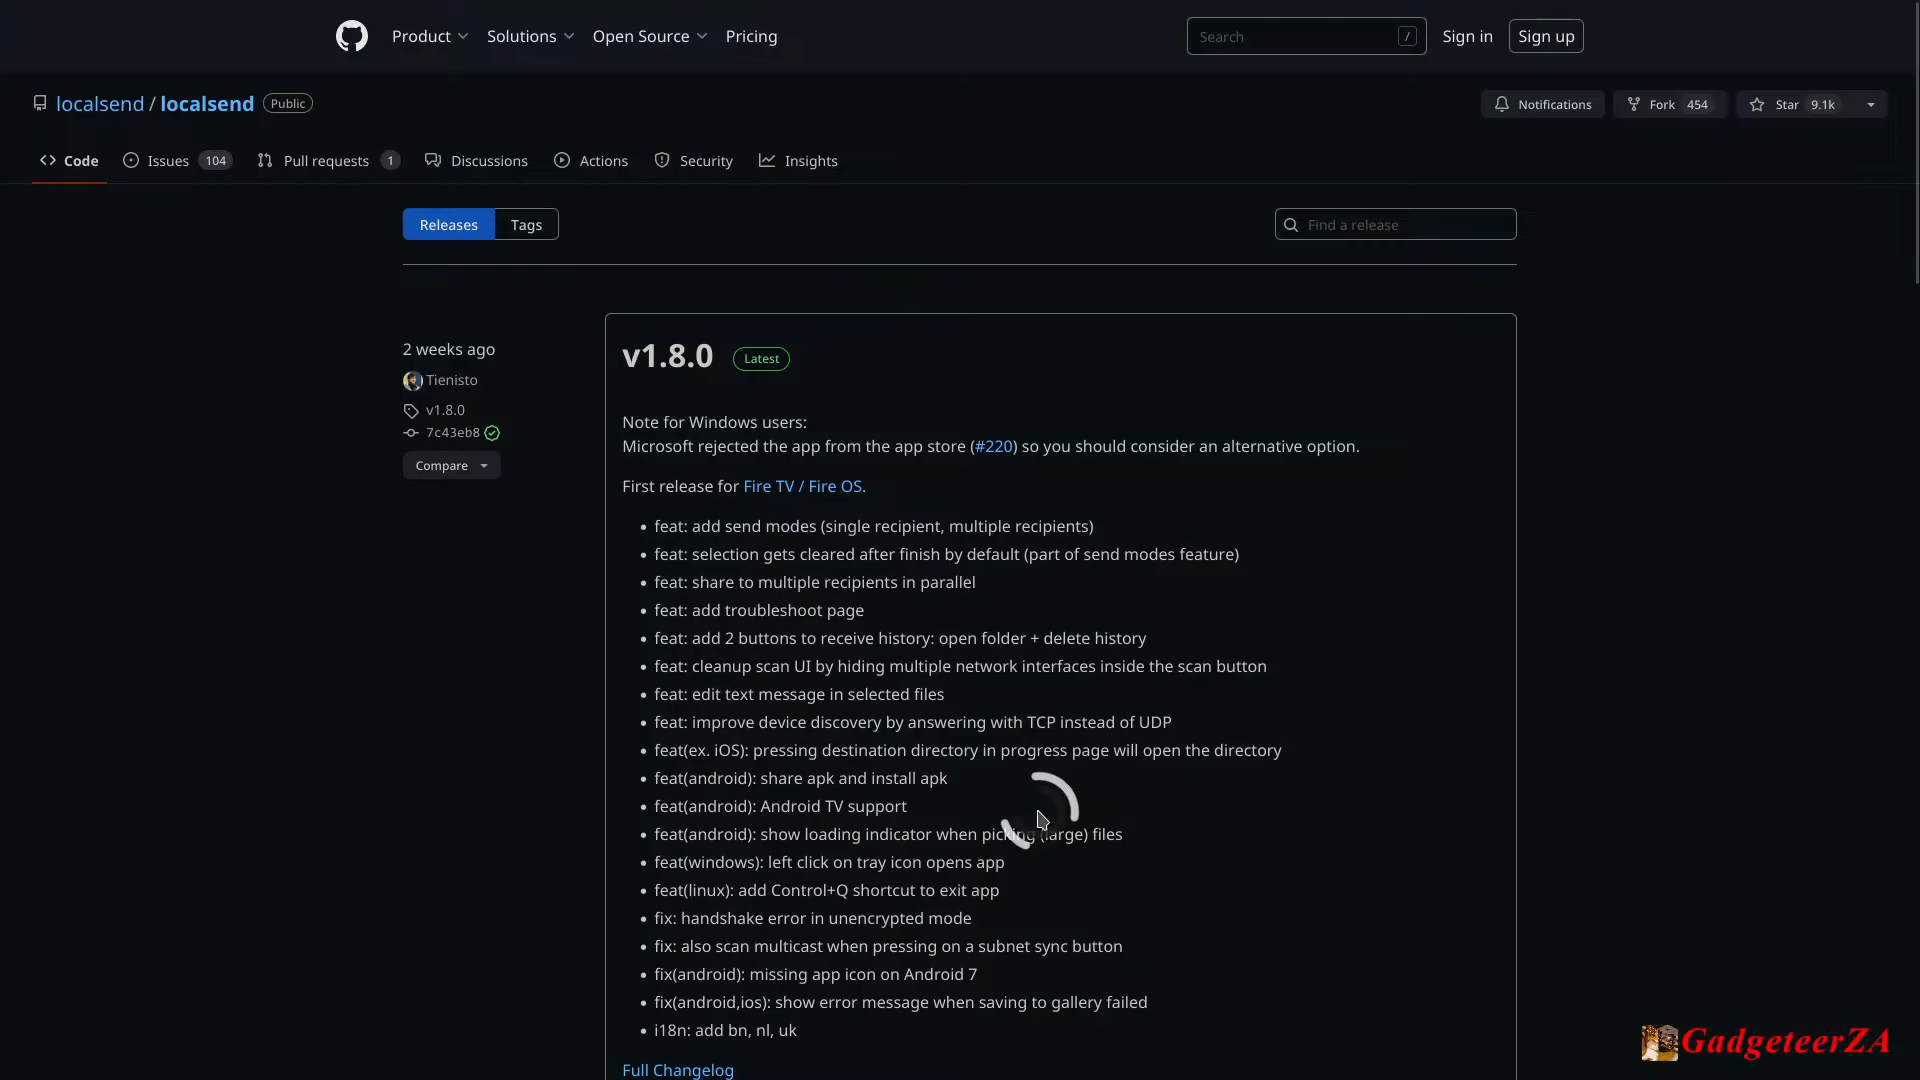 Product
Solutions
Open Source
Pricing
Search
/
Sign in
Sign up
localsend / localsend
Public
Notifications
Fork 454
Star 9.1k
Code
Issues 104
Pull requests 1
Discussions
Actions
Security
Insights
Releases
Tags
Find a release
2 weeks ago
Tienisto
v1.8.0
7c43eb8
Compare
v1.8.0
Latest
Note for Windows users:
Microsoft rejected the app from the app store (#220) so you should consider an alternative option.
First release for Fire TV / Fire OS.
• feat: add send modes (single recipient, multiple recipients)
• feat: selection gets cleared after finish by default (part of send modes feature)
• feat: share to multiple recipients in parallel
• feat: add troubleshoot page
• feat: add 2 buttons to receive history: open folder + delete history
• feat: cleanup scan UI by hiding multiple network interfaces inside the scan button
• feat: edit text message in selected files
• feat: improve device discovery by answering with TCP instead of UDP
• feat(ex. iOS): pressing destination directory in progress page will open the directory
• feat(android): share apk and install apk
• feat(android): Android TV support
• feat(android): show loading indicator when picking (large) files
• feat(windows): left click on tray icon opens app
• feat(linux): add Control+Q shortcut to exit app
• fix: handshake error in unencrypted mode
• fix: also scan multicast when pressing on a subnet sync button
• fix(android): missing app icon on Android 7
• fix(android,ios): show error message when saving to gallery failed
• i18n: add bn, nl, uk
Full Changelog
GadgeteerZA